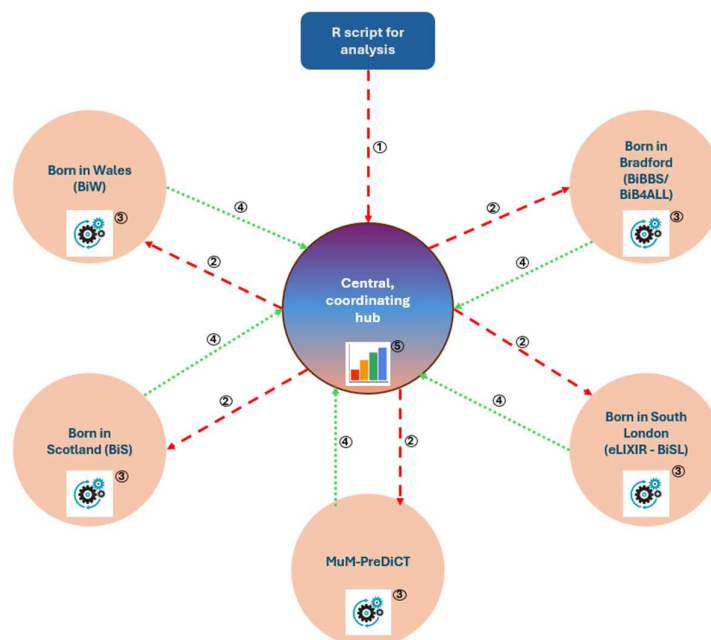 R script for
analysis
①
Born in Wales
(BiW)
③
④
②
Born in
Bradford
(BiBBS/
BiB4ALL)
③
②
④
Central,
coordinating
hub
⑤
④
②
②
④
Born in
Scotland (BiS)
③
Born in South
London
(eLIXIR - BiSL)
③
④
②
MuM-PreDiCT
③